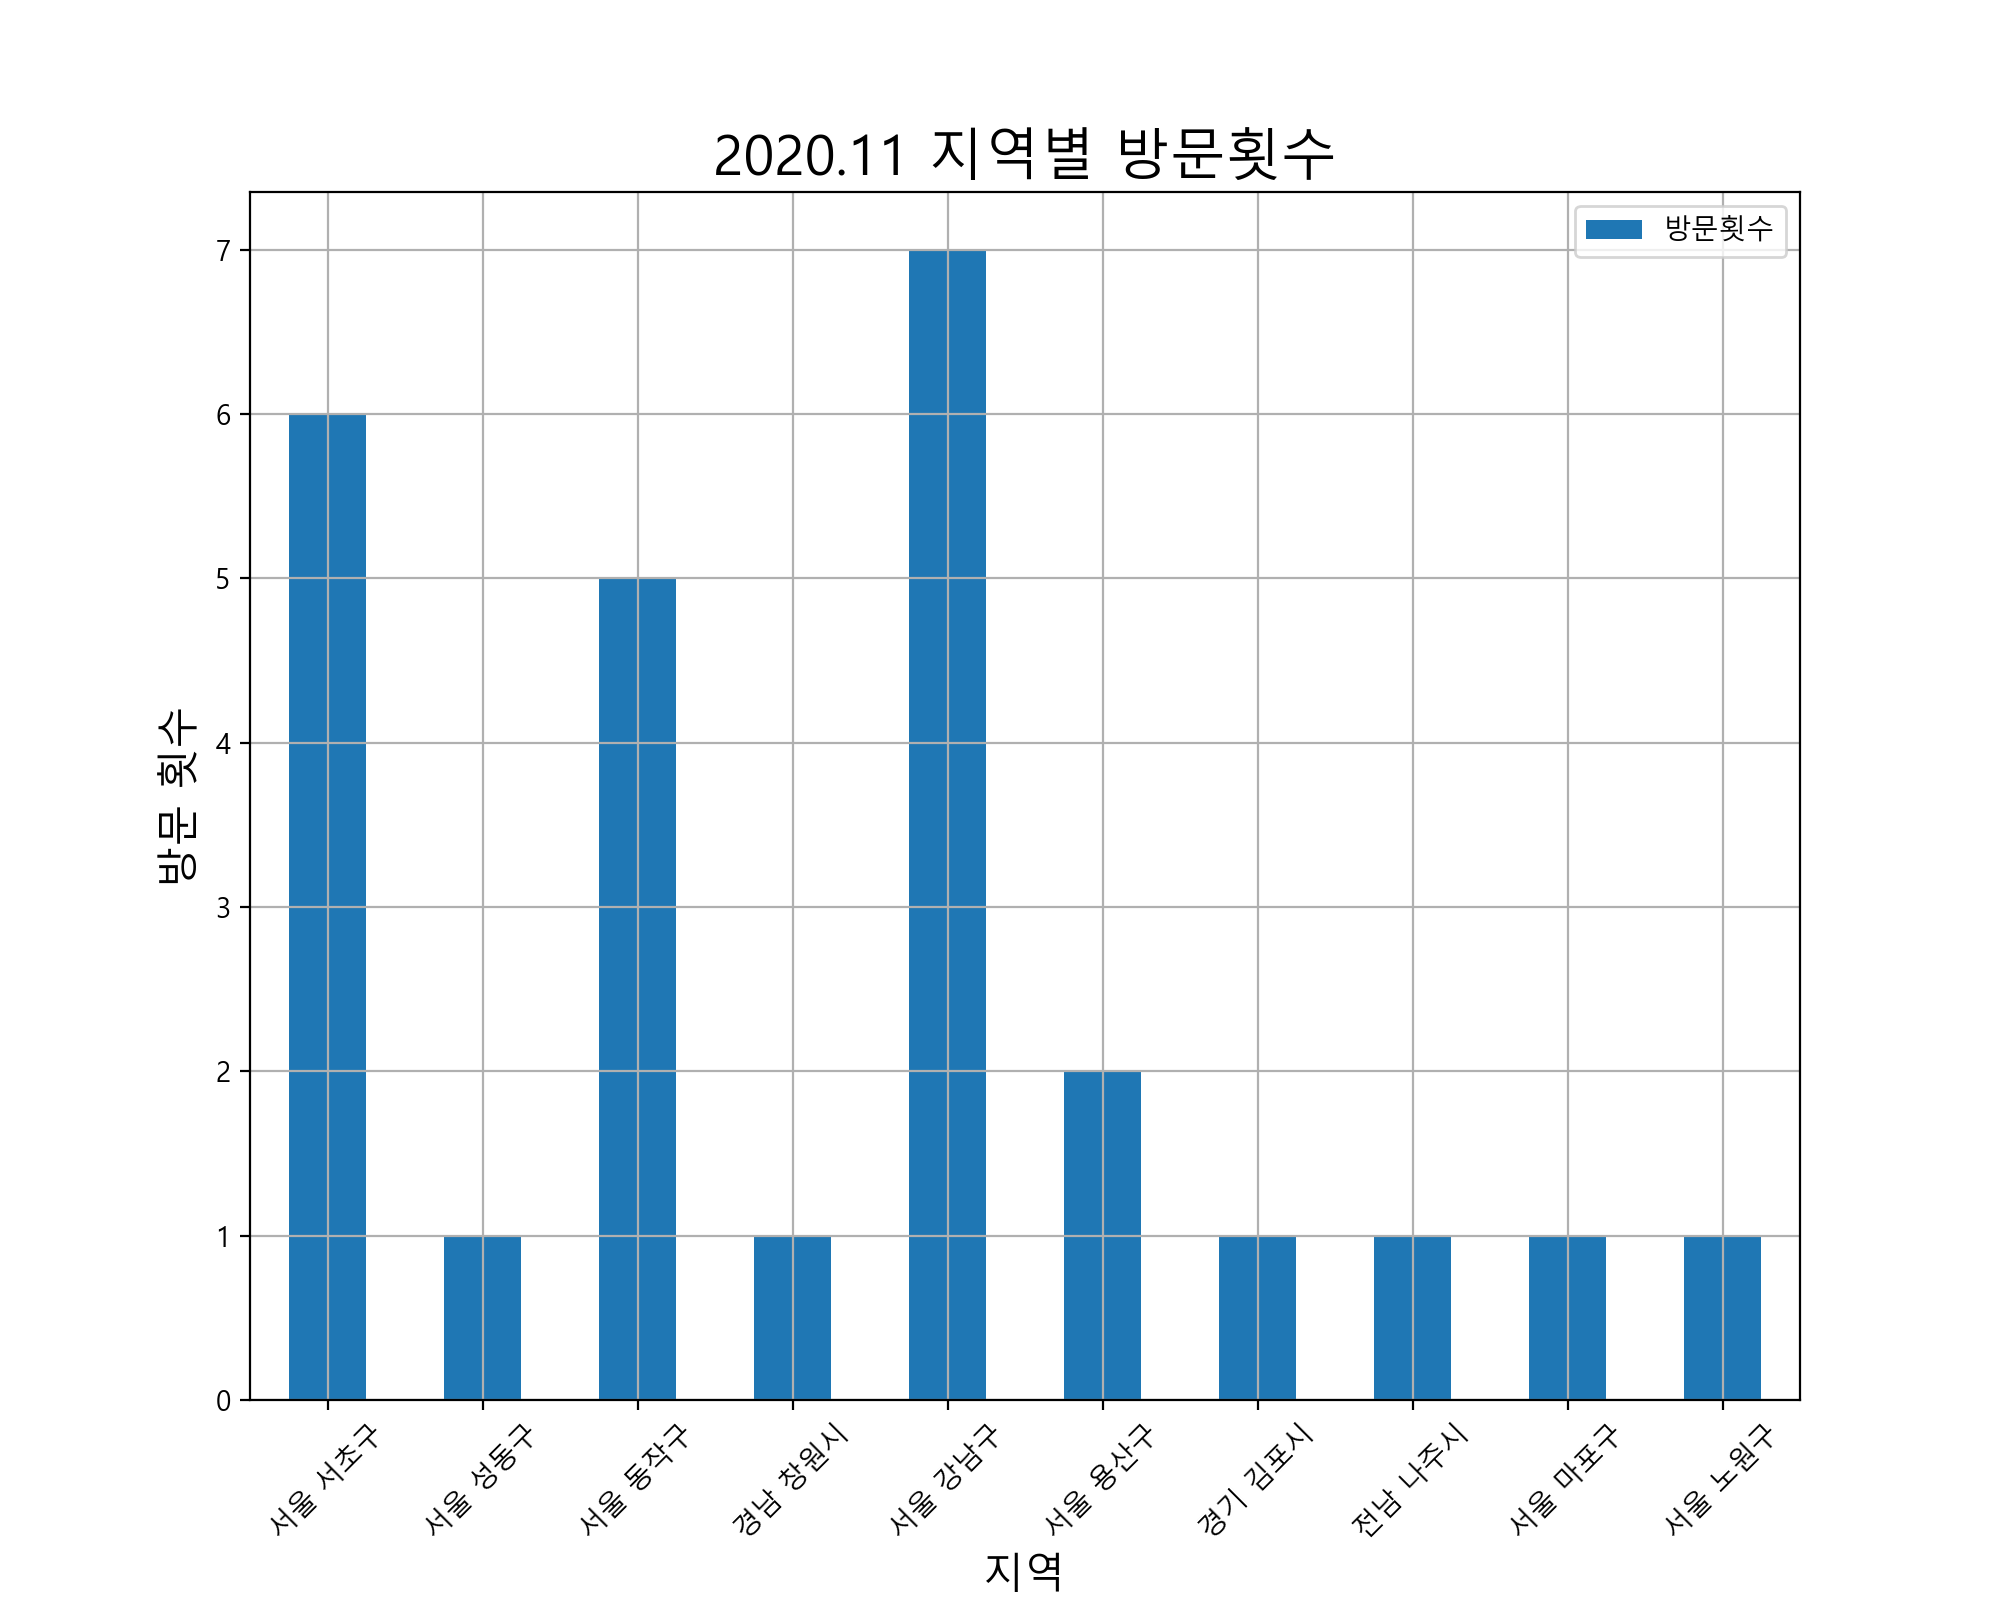 2020.11 지역별 방문횟수
방문횟수
방문 횟수
7
6
5
4
3
2
1
0
서울 서초구
서울 성동구
서울 동작구
경남 창원시
서울 강남구
서울 용산구
경기 김포시
전남 나주시
서울 마포구
서울 노원구
지역